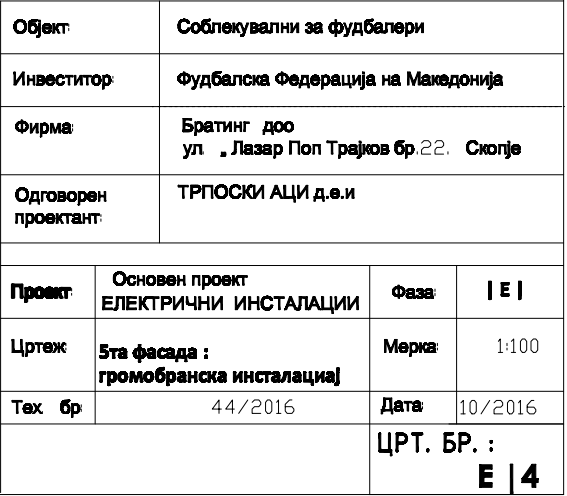 Објект: Соблекувални за фудбалери
Инвеститор: Фудбалска Федерација на Македонија
Фирма: Братинг доо
ул. „ Лазар Поп Трајков бр.22. Скопје
Одговорен ТРПОСКИ АЦИ д.е.и
проектант:
Проект: Основен проект Фаза: | E |
ЕЛЕКТРИЧНИ ИНСТАЛАЦИИ
Цртеж: 5та фасада : Мерка: 1:100
громобранска инсталациај
Тех. бр: 44/2016 Дата: 10/2016
ЦРТ. БР. :
E | 4